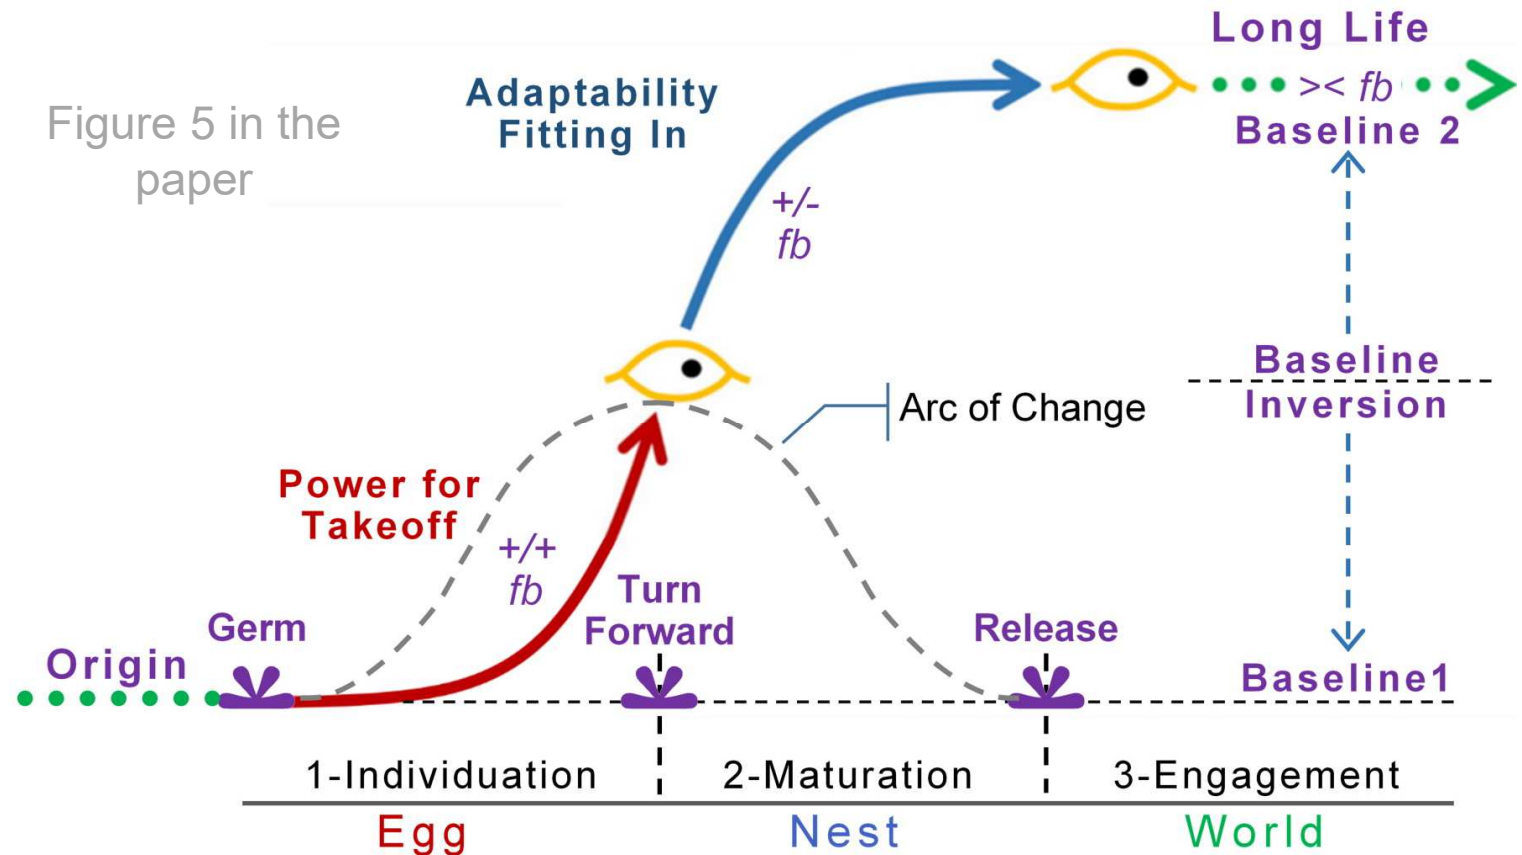 Long Life
>< fb
Baseline 2
Adaptability
Fitting In
Figure 5 in the
paper
+/-
fb
Baseline
Inversion
Arc of Change
Power for
Takeoff
+/+
fb
Turn
Forward
Germ
Release
Origin
Baseline1
1-Individuation
2-Maturation
3-Engagement
Egg
Nest
World